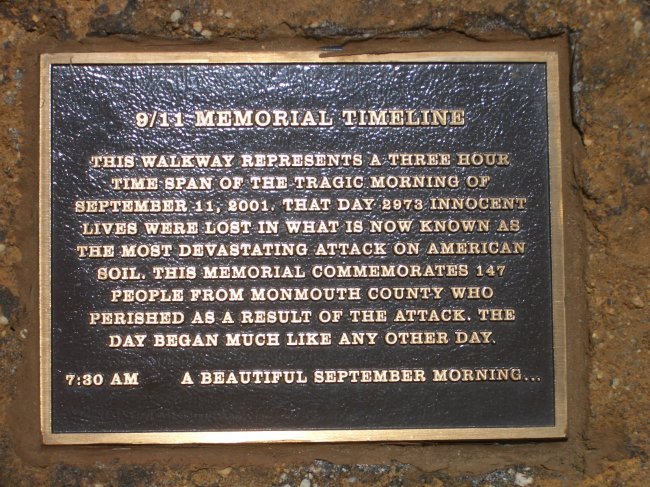 9/11 MEMORIAL TIMELINE
THIS WALKWAY REPRESENTS A THREE HOUR
TIME SPAN OF THE TRAGIC MORNING OF
SEPTEMBER 11, 2001. THAT DAY 2973 INNOCENT
LIVES WERE LOST IN WHAT IS NOW KNOWN AS
THE MOST DEVASTATING ATTACK ON AMERICAN
SOIL. THIS MEMORIAL COMMEMORATES 147
PEOPLE FROM MONMOUTH COUNTY WHO
PERISHED AS A RESULT OF THE ATTACK. THE
DAY BEGAN MUCH LIKE ANY OTHER DAY.
7:30 AM A BEAUTIFUL SEPTEMBER MORNING...